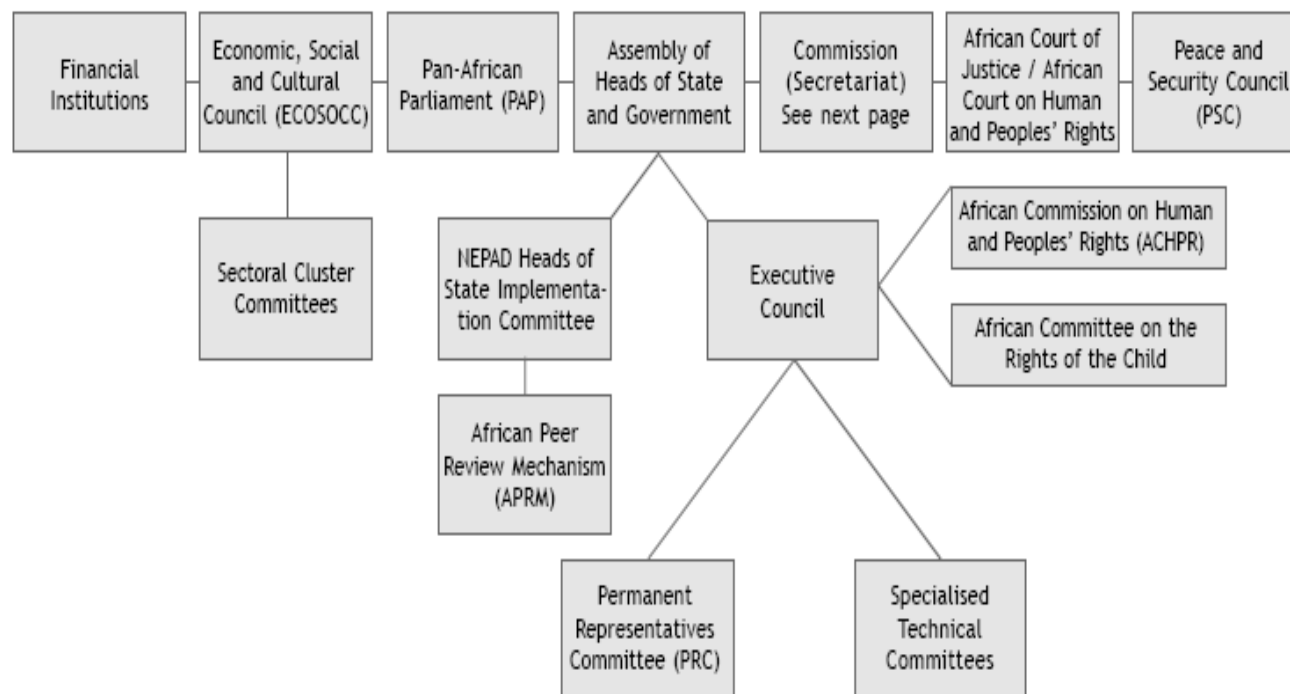 Financial
Institutions
Economic, Social
and Cultural
Council (ECOSOCC)
Pan-African
Parliament (PAP)
Assembly of
Heads of State
and Government
Commission
(Secretariat)
See next page
African Court of
Justice / African
Court on Human
and Peoples’ Rights
Peace and
Security Council
(PSC)
Sectoral Cluster
Committees
NEPAD Heads of
State Implementa-
tion Committee
Executive
Council
African Commission on Human
and Peoples’ Rights (ACHPR)
African Committee on the
Rights of the Child
African Peer
Review Mechanism
(APRM)
Permanent
Representatives
Committee (PRC)
Specialised
Technical
Committees